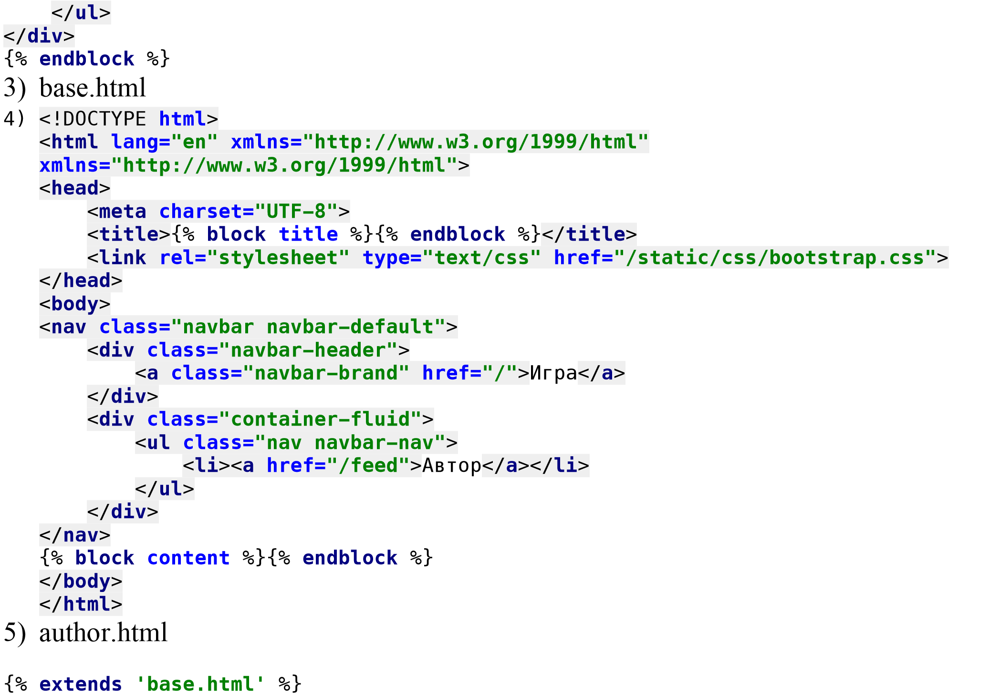 </ul>
</div>
{% endblock %}
3) base.html
4) <!DOCTYPE html>
<html lang="en" xmlns="http://www.w3.org/1999/html"
xmlns="http://www.w3.org/1999/html">
<head>
<meta charset="UTF-8">
<title>{% block title %}{% endblock %}</title>
<link rel="stylesheet" type="text/css" href="/static/css/bootstrap.css">
</head>
<body>
<nav class="navbar navbar-default">
<div class="navbar-header">
<a class="navbar-brand" href="/">Игра</a>
</div>
<div class="container-fluid">
<ul class="nav navbar-nav">
<li><a href="/feed">Автор</a></li>
</ul>
</div>
</nav>
{% block content %}{% endblock %}
</body>
</html>
5) author.html
{% extends 'base.html' %}